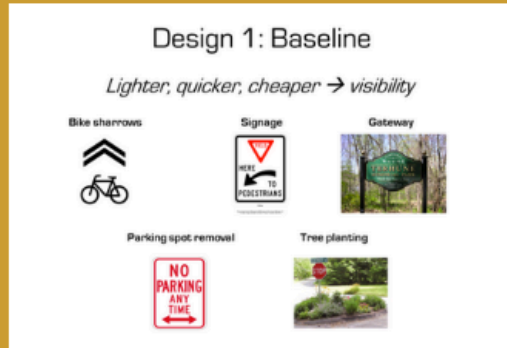 Design 1: Baseline
Lighter, quicker, cheaper → visibility
Bike sharrows
Signage
Gateway
HERE
TO
PEDESTRIANS
Parking spot removal
Tree planting
NO
PARKING
ANY
TIME
STOP